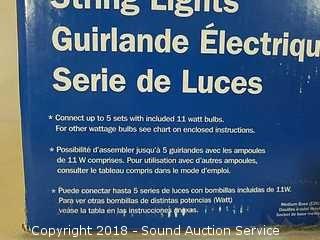 String Lights
Guirlande Électriqu
Serie de Luces
* Connect up to 5 sets with included 11 watt bulbs.
For other wattage bulbs see chart on enclosed instructions.
* Possibilité d'assembler jusqu'à 5 guirlandes avec les ampoules
de 11 W comprises. Pour utilisation avec d'autres ampoules,
consulter le tableau compris dans le mode d'emploi.
* Puede conectar hasta 5 series de luces con bombillas incluidas de 11W.
Para ver otras bombillas de distintas potencias (Watt)
véase la tabla en las instrucciones anexas.
Medium Base (E26)
Copyright 2018 - Sound Auction Service